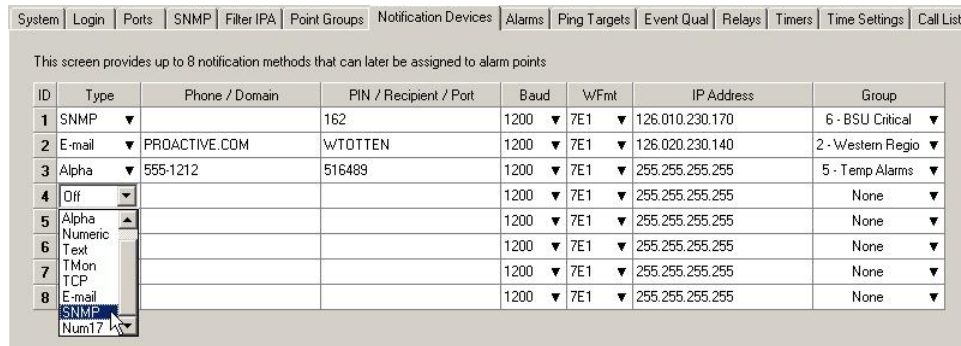 System Login Ports SNMP Filter IPA Point Groups Notification Devices Alarms Ping Targets Event Qual Relays Timers Time Settings Call List
This screen provides up to 8 notification methods that can later be assigned to alarm points
ID Type Phone / Domain PIN / Recipient / Port Baud WFmt IP Address Group
1 SNMP 162 1200 7E1 126.010.230.170 6 - BSU Critical
2 E-mail PROACTIVE.COM WTOTTEN 1200 7E1 126.020.230.140 2 - Western Regio
3 Alpha 555-1212 516489 1200 7E1 255.255.255.255 5 - Temp Alarms
4 Off 1200 7E1 255.255.255.255 None
5 1200 7E1 255.255.255.255 None
6 1200 7E1 255.255.255.255 None
7 1200 7E1 255.255.255.255 None
8 1200 7E1 255.255.255.255 None
Alpha
Numeric
Text
TMon
TCP
E-mail
SNMP
Num17